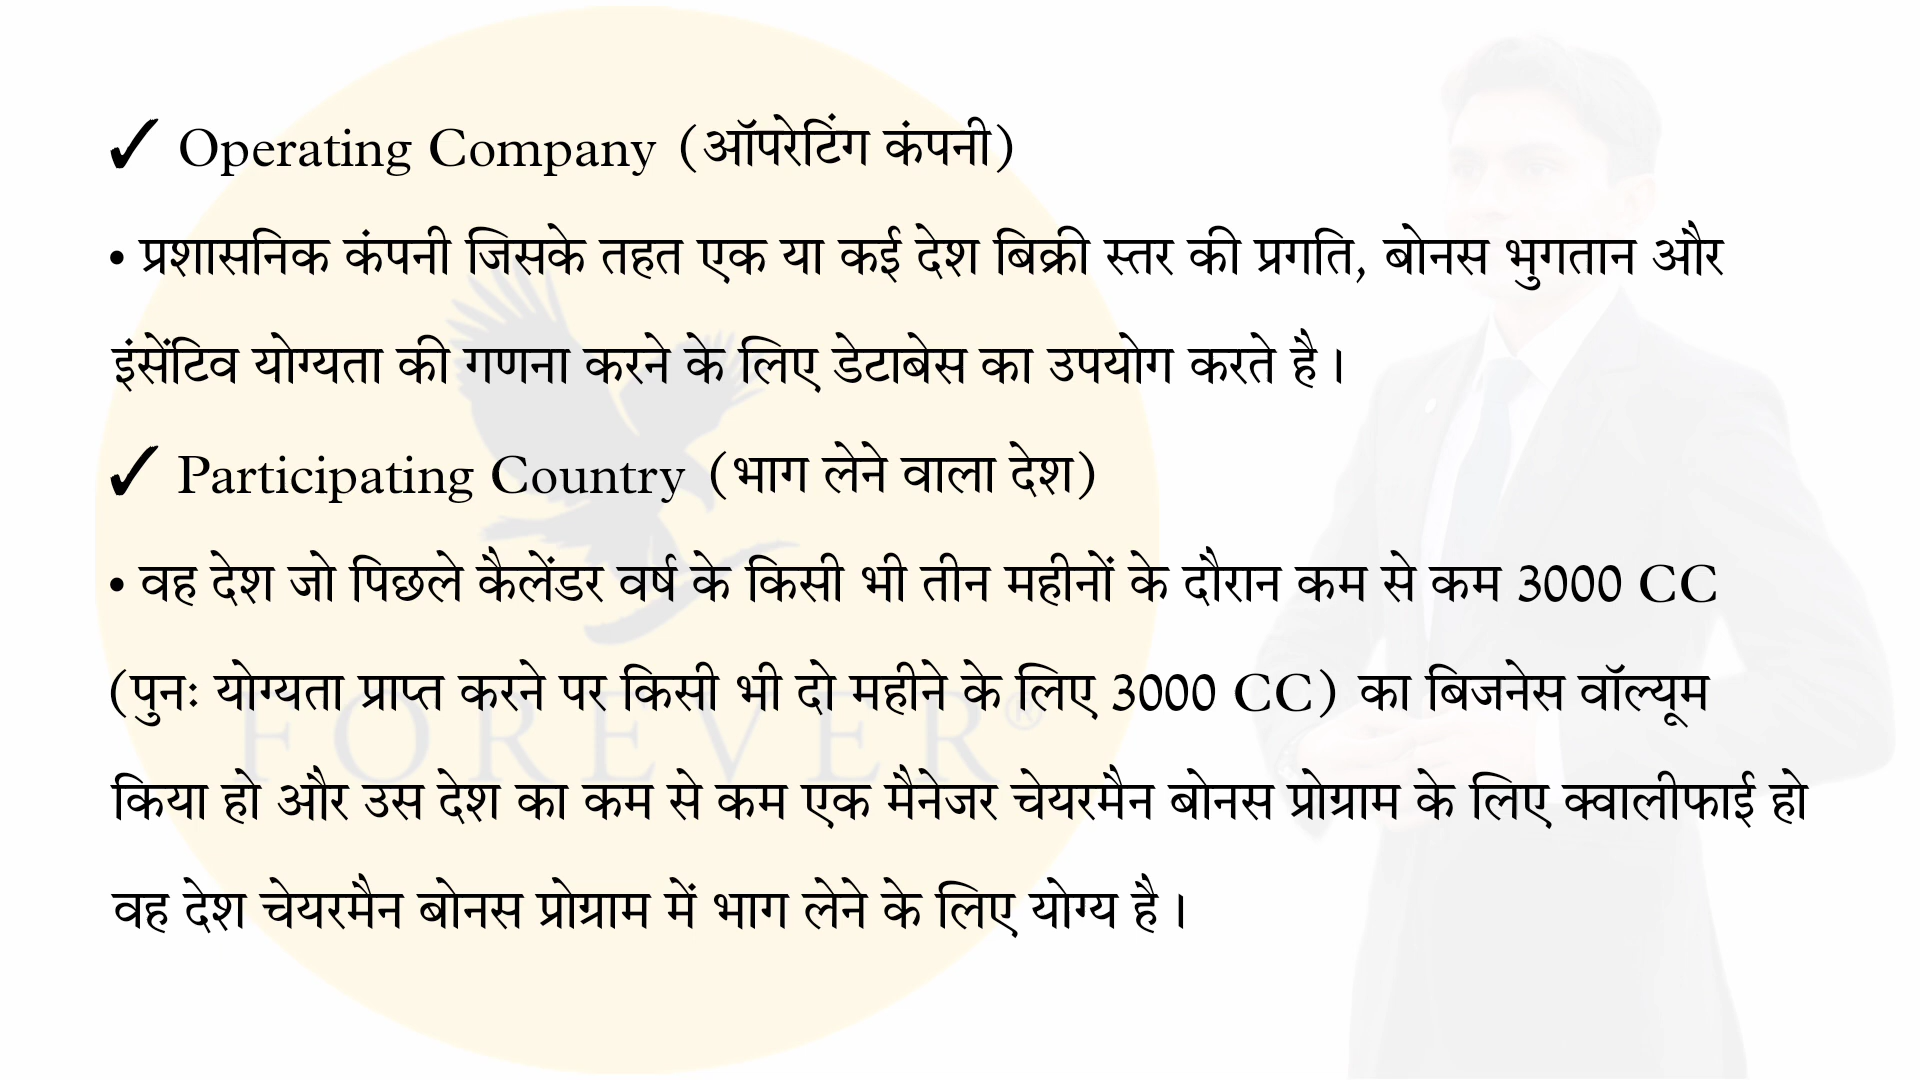 ✓ Operating Company (ऑपरेटिंग कंपनी)
• प्रशासनिक कंपनी जिसके तहत एक या कई देश बिक्री स्तर की प्रगति, बोनस भुगतान और
इंसेंटिव योग्यता की गणना करने के लिए डेटाबेस का उपयोग करते है।
✓ Participating Country (भाग लेने वाला देश)
• वह देश जो पिछले कैलेंडर वर्ष के किसी भी तीन महीनों के दौरान कम से कम 3000 CC
(पुनः योग्यता प्राप्त करने पर किसी भी दो महीने के लिए 3000 CC) का बिजनेस वॉल्यूम
किया हो और उस देश का कम से कम एक मैनेजर चेयरमैन बोनस प्रोग्राम के लिए क्वालीफाई हो
वह देश चेयरमैन बोनस प्रोग्राम में भाग लेने के लिए योग्य है।
FOREVER®